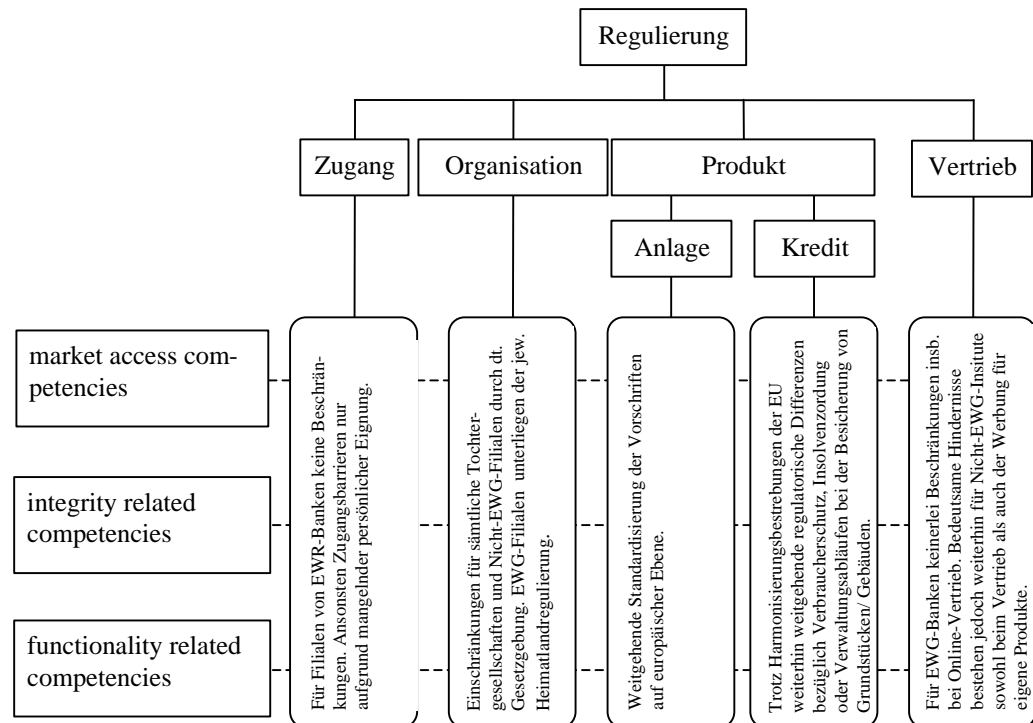 Regulierung
Zugang
Organisation
Produkt
Vertrieb
Anlage
Kredit
market access com-
petencies
integrity related
competencies
functionality related
competencies
Für Filialen von EWR-Banken keine Beschrän-
kungen. Ansonsten Zugangsbarrieren nur
aufgrund mangelnder persönlicher Eignung.
Einschränkungen für sämtliche Tochter-
gesellschaften und Nicht-EWG-Filialen durch dt.
Gesetzgebung. EWG-Filialen unterliegen der jew.
Heimatlandregulierung.
Weitgehende Standardisierung der Vorschriften
auf europäischer Ebene.
Trotz Harmonisierungsbestrebungen der EU
weiterhin weitgehende regulatorische Differenzen
bezüglich Verbraucherschutz, Insolvenzordung
oder Verwaltungsabläufen bei der Besicherung von
Grundstücken/ Gebäuden.
Für EWG-Banken keinerlei Beschränkungen insb.
bei Online-Vertrieb. Bedeutsame Hindernisse
bestehen jedoch weiterhin für Nicht-EWG-Insitute
sowohl beim Vertrieb als auch der Werbung für
eigene Produkte.